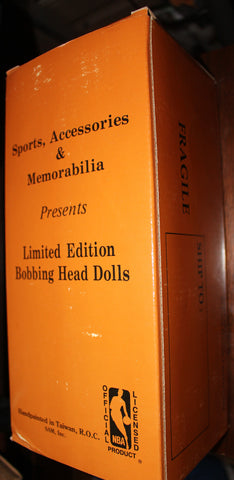 Sports, Accessories
&
Memorabilia
Presents
Limited Edition
Bobbing Head Dolls
Handpainted in Taiwan, R.O.C.
SAM, Inc.
OFFICIAL
NBA
LICENSED
PRODUCT
FRAGILE
SHIP TO: